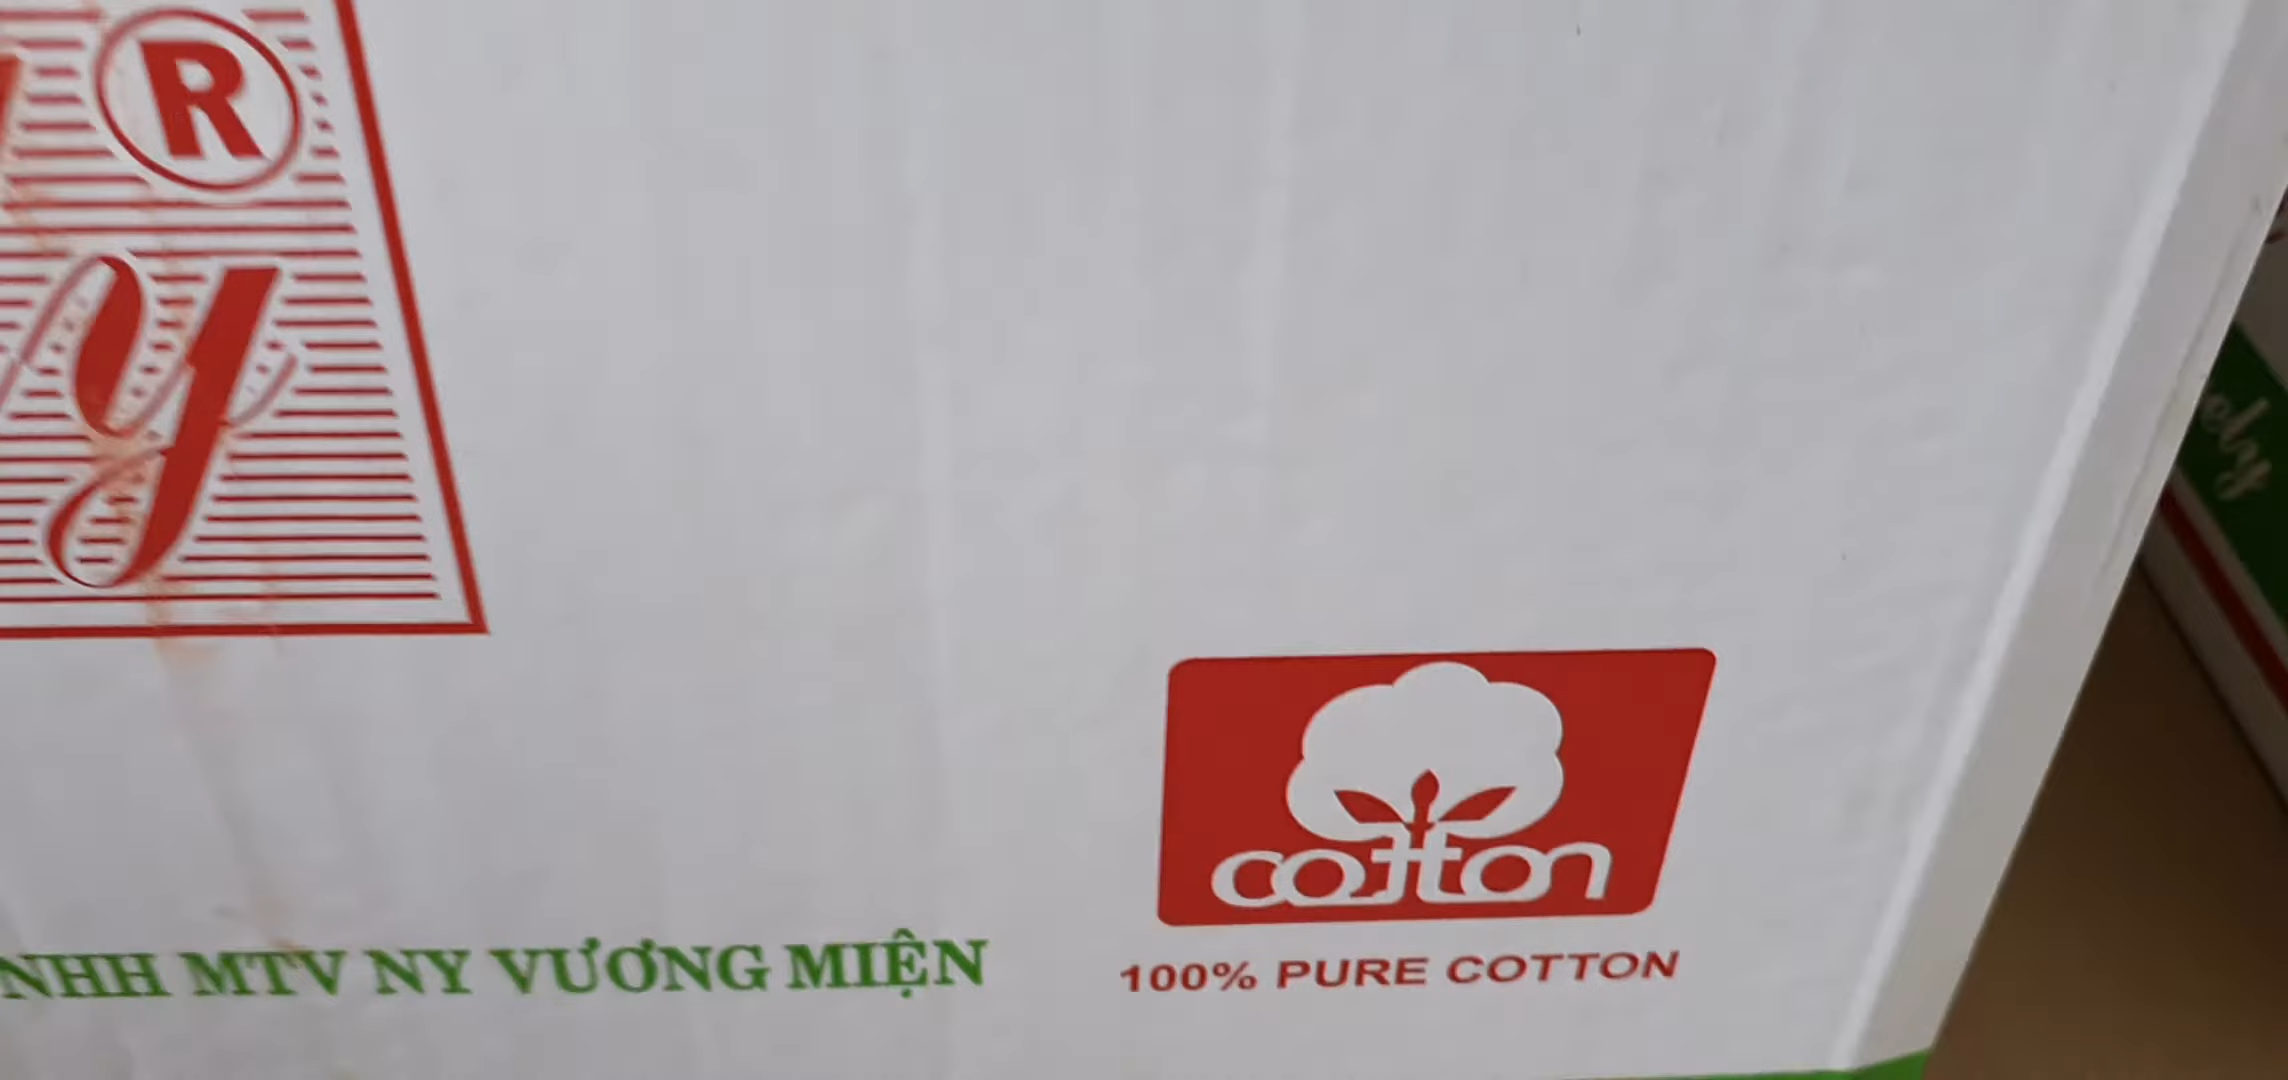 ®
y
cotton
NHH MTV NY VƯƠNG MIỆN
100% PURE COTTON